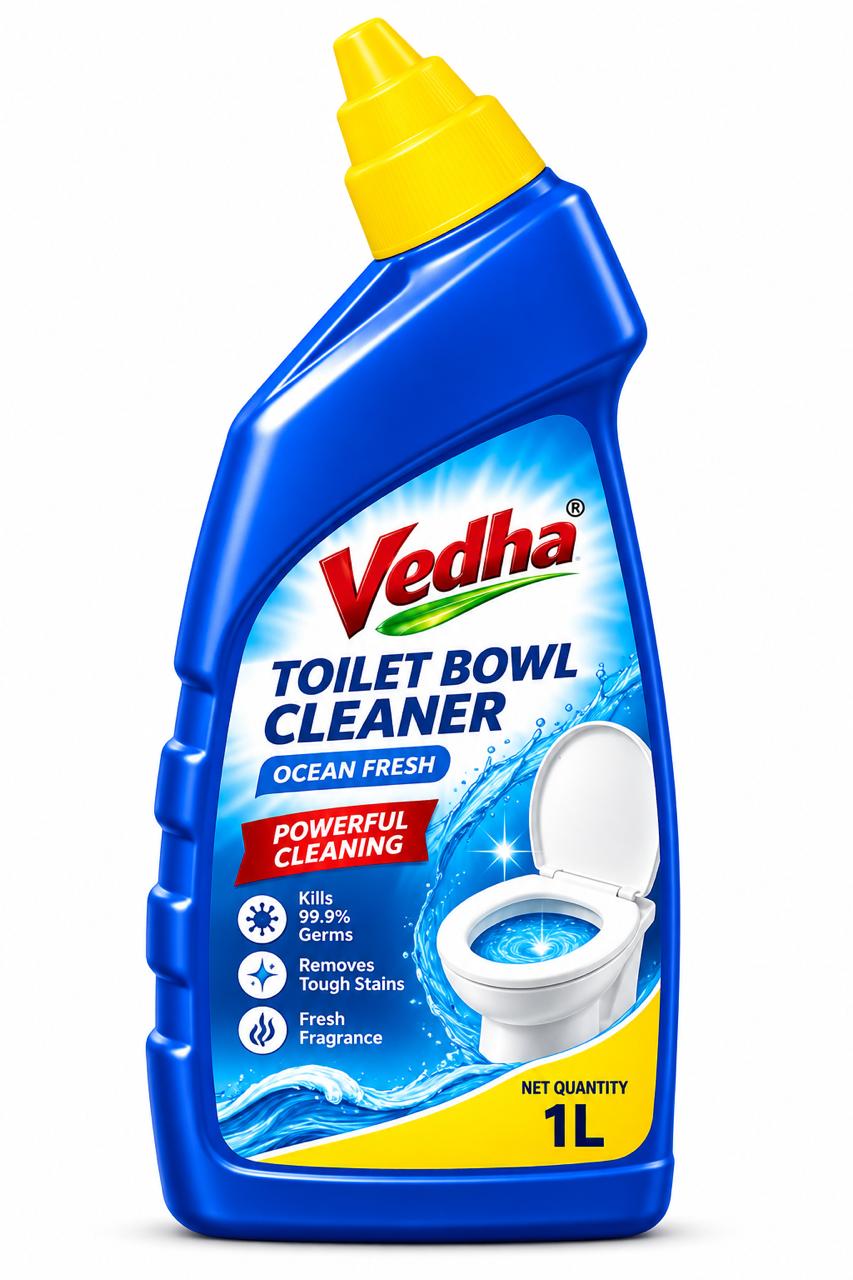 Vedha®
TOILET BOWL
CLEANER
OCEAN FRESH
POWERFUL
CLEANING
Kills
99.9%
Germs
Removes
Tough Stains
Fresh
Fragrance
NET QUANTITY
1L